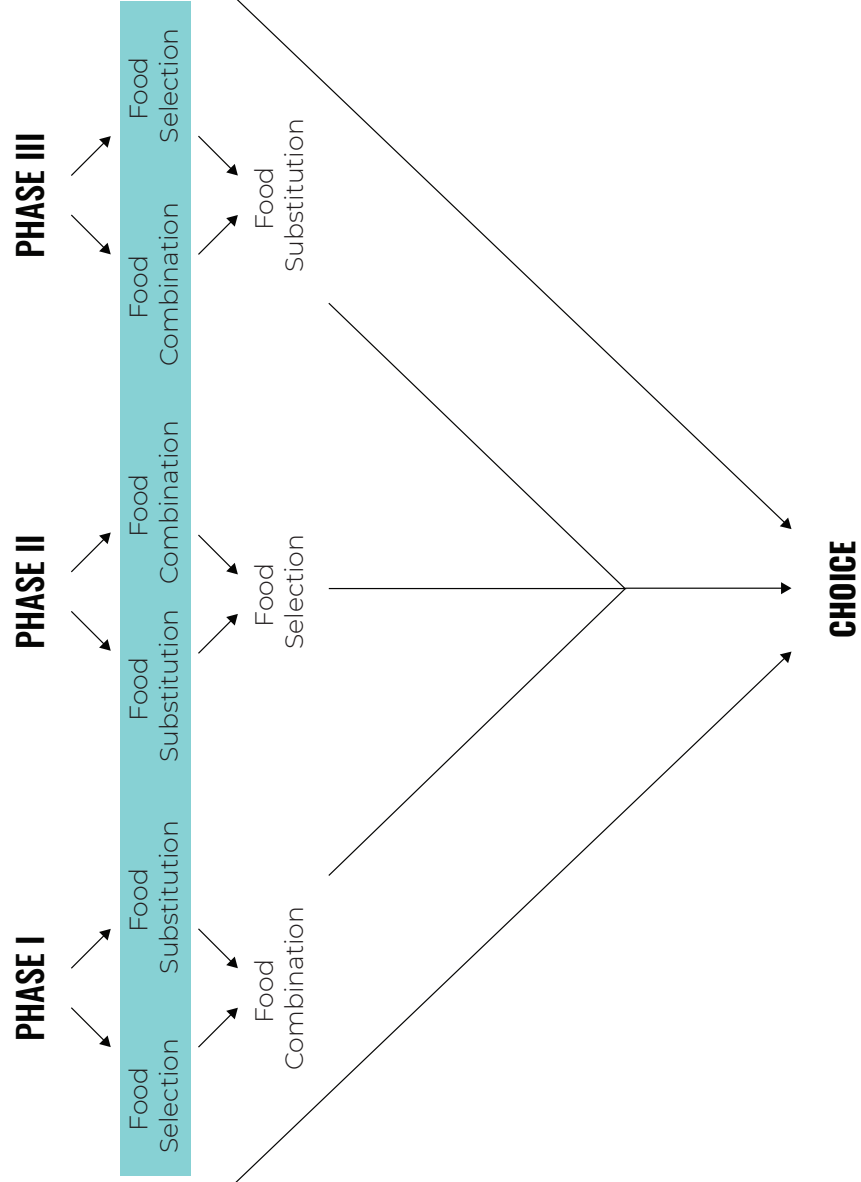 PHASE I
Food
Selection
Food
Substitution
Food
Combination
PHASE II
Food
Substitution
Food
Combination
Food
Selection
PHASE III
Food
Combination
Food
Selection
Food
Substitution
CHOICE